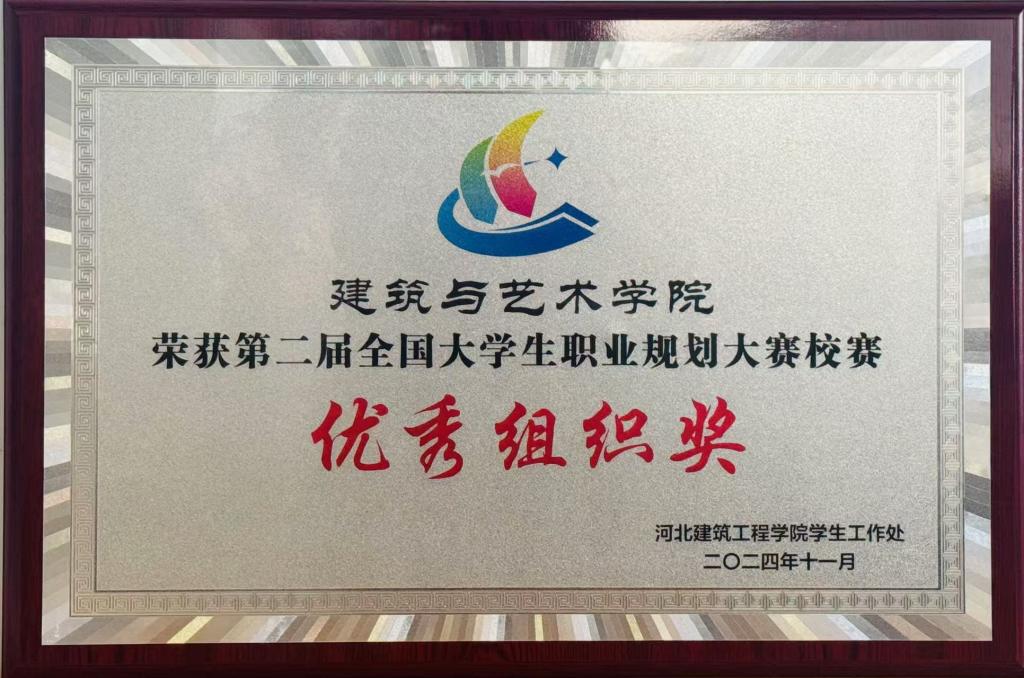 建筑与艺术学院
荣获第二届全国大学生职业规划大赛校赛
优秀组织奖
河北建筑工程学院学生工作处
二〇二四年十一月